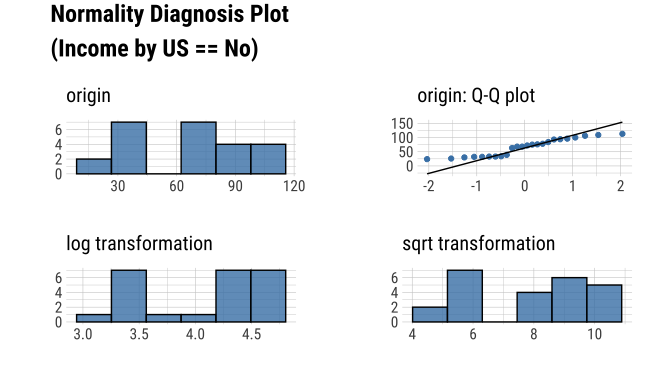 Normality Diagnosis Plot
(Income by US == No)
origin
6
4
2
0
30 60 90 120
origin: Q-Q plot
150
100
50
0
-2 -1 0 1 2
log transformation
6
4
2
0
3.0 3.5 4.0 4.5
sqrt transformation
6
4
2
0
4 6 8 10